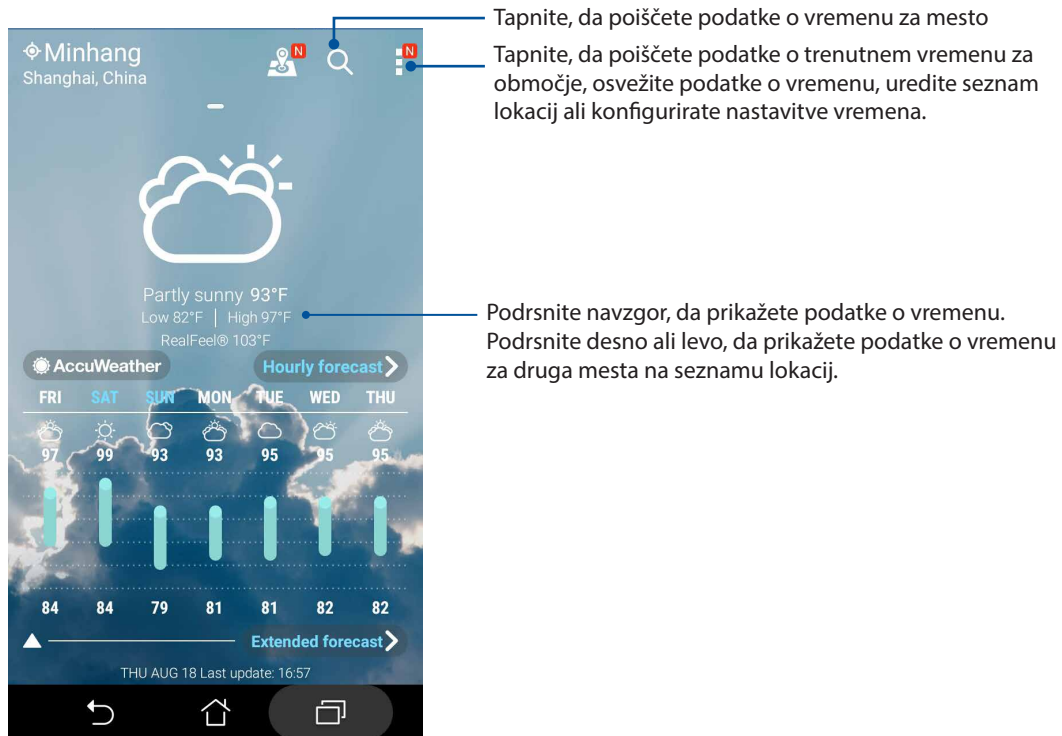 Tapnite, da poiščete podatke o vremenu za mesto
Tapnite, da poiščete podatke o trenutnem vremenu za
območje, osvežite podatke o vremenu, uredite seznam
lokacij ali konfigurirate nastavitve vremena.
Minhang
Shanghai, China
N
N
Partly sunny 93°F
Low 82°F | High 97°F
RealFeel® 103°F
Podrsnite navzgor, da prikažete podatke o vremenu.
Podrsnite desno ali levo, da prikažete podatke o vremenu
za druga mesta na seznamu lokacij.
AccuWeather Hourly forecast
FRI SAT SUN MON TUE WED THU
97 99 93 93 95 95 95
84 84 79 81 81 82 82
Extended forecast
THU AUG 18 Last update: 16:57